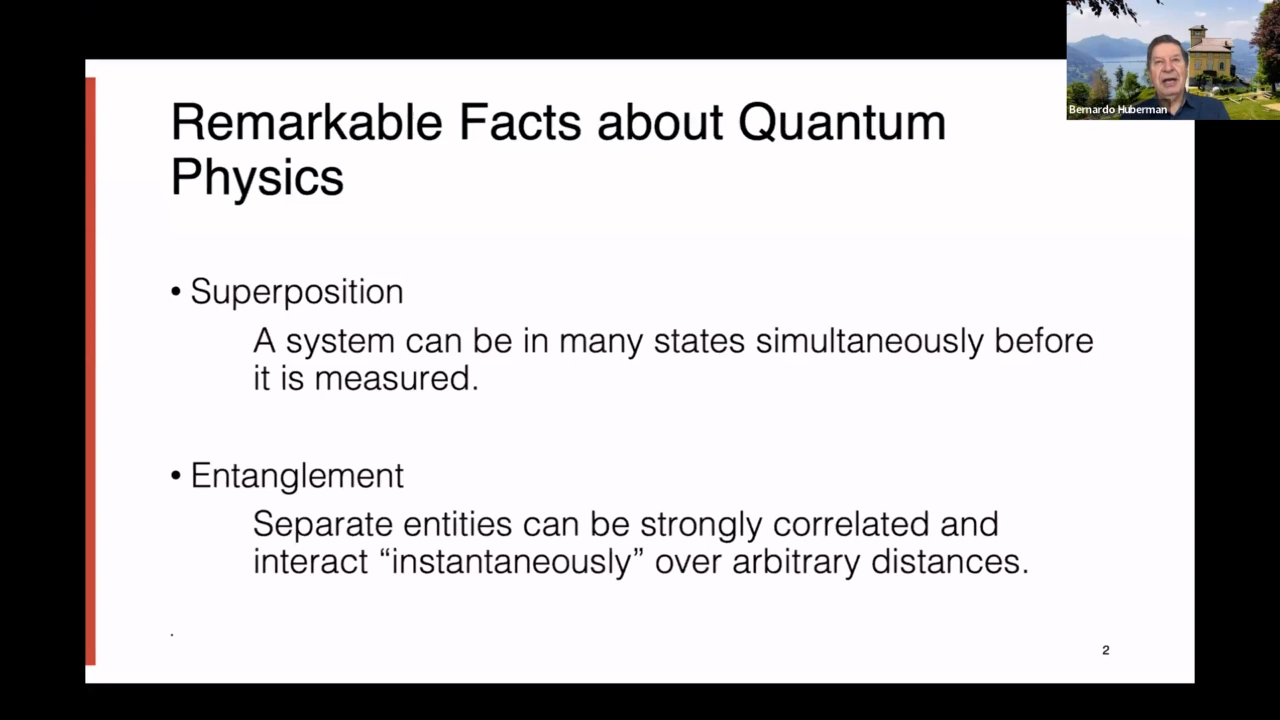 Bernardo Huberman
Remarkable Facts about Quantum
Physics
• Superposition
A system can be in many states simultaneously before
it is measured.
• Entanglement
Separate entities can be strongly correlated and
interact “instantaneously” over arbitrary distances.
.
2